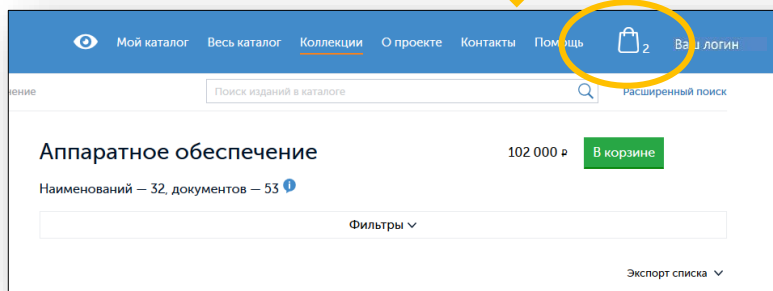 Мой каталог Весь каталог Коллекции О проекте Контакты Помощь 2 Ваш логин
нение Поиск изданий в каталоге Расширенный поиск
Аппаратное обеспечение 102 000 ₽ В корзине
Наименований — 32, документов — 53 i
Фильтры
Экспорт списка